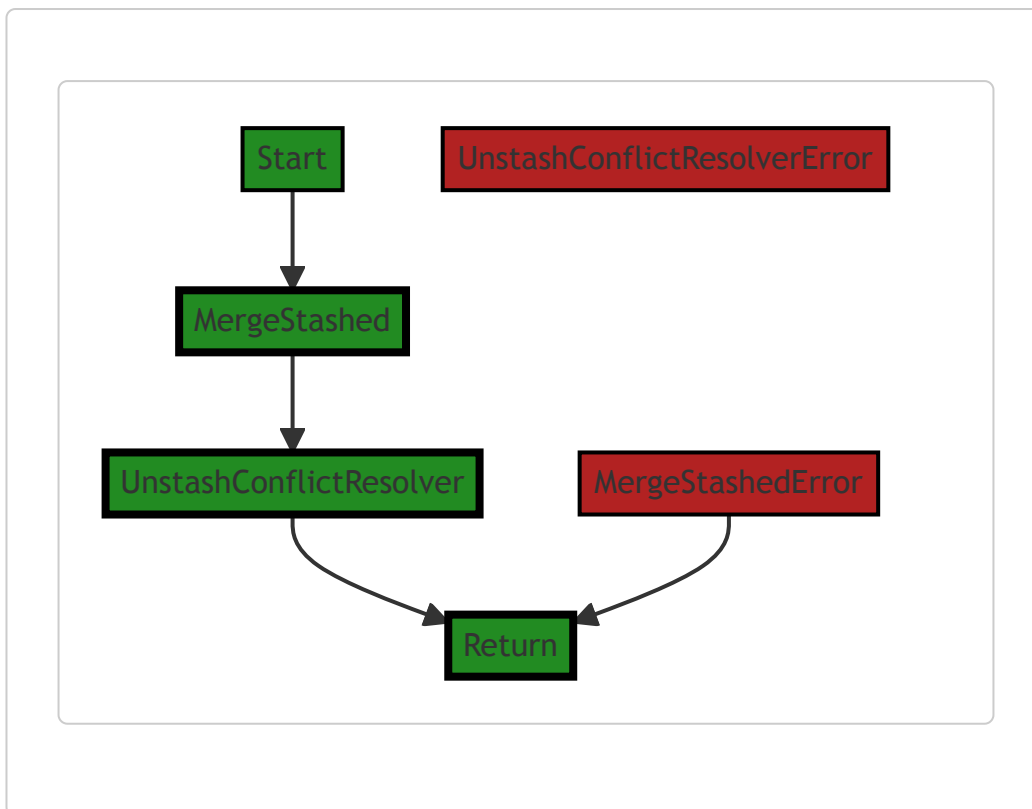 Start
UnstashConflictResolverError
MergeStashed
UnstashConflictResolver
MergeStashedError
Return